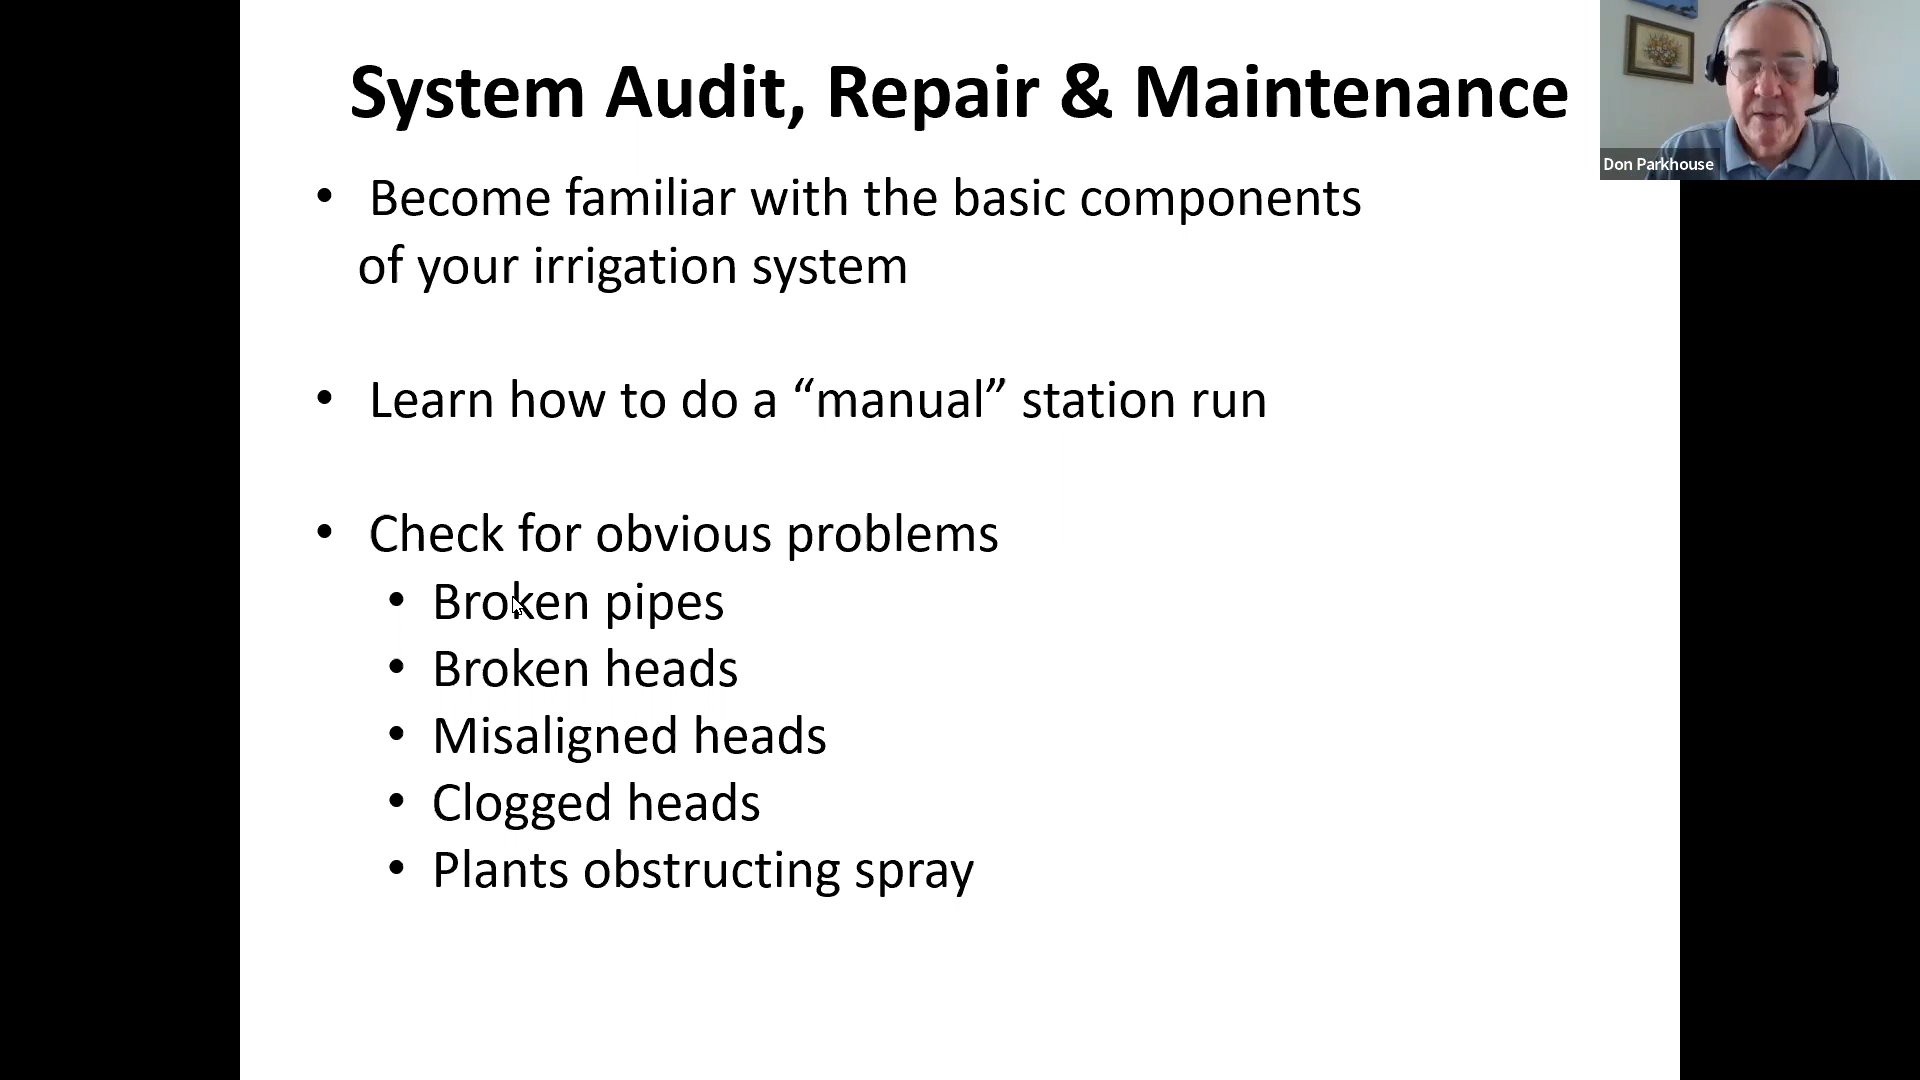 System Audit, Repair & Maintenance
Don Parkhouse
• Become familiar with the basic components
of your irrigation system
• Learn how to do a “manual” station run
• Check for obvious problems
• Broken pipes
• Broken heads
• Misaligned heads
• Clogged heads
• Plants obstructing spray